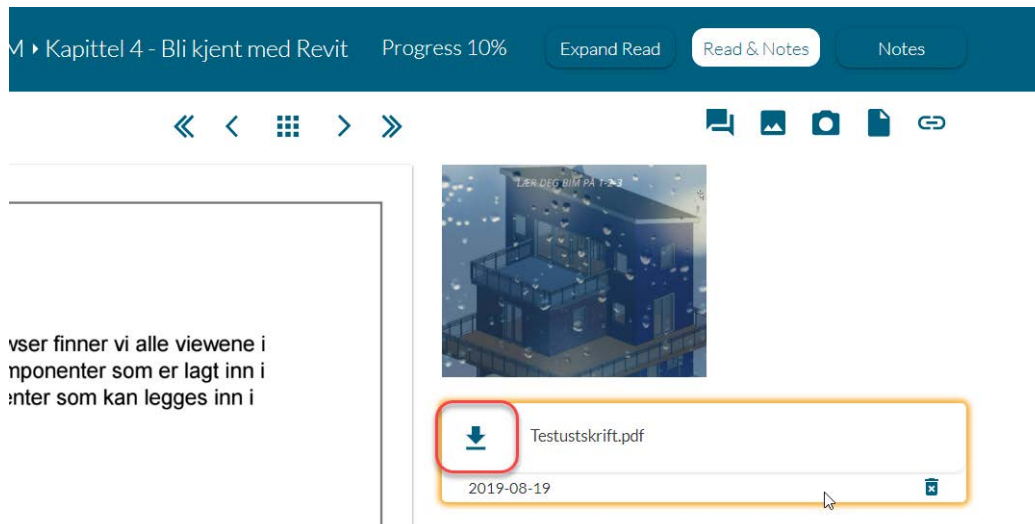 M ‣ Kapittel 4 - Bli kjent med Revit Progress 10% Expand Read Read & Notes Notes
LÆR DEG BIM PÅ 1-2-3
wser finner vi alle viewene i
mponenter som er lagt inn i
enter som kan legges inn i
Testustskrift.pdf
2019-08-19